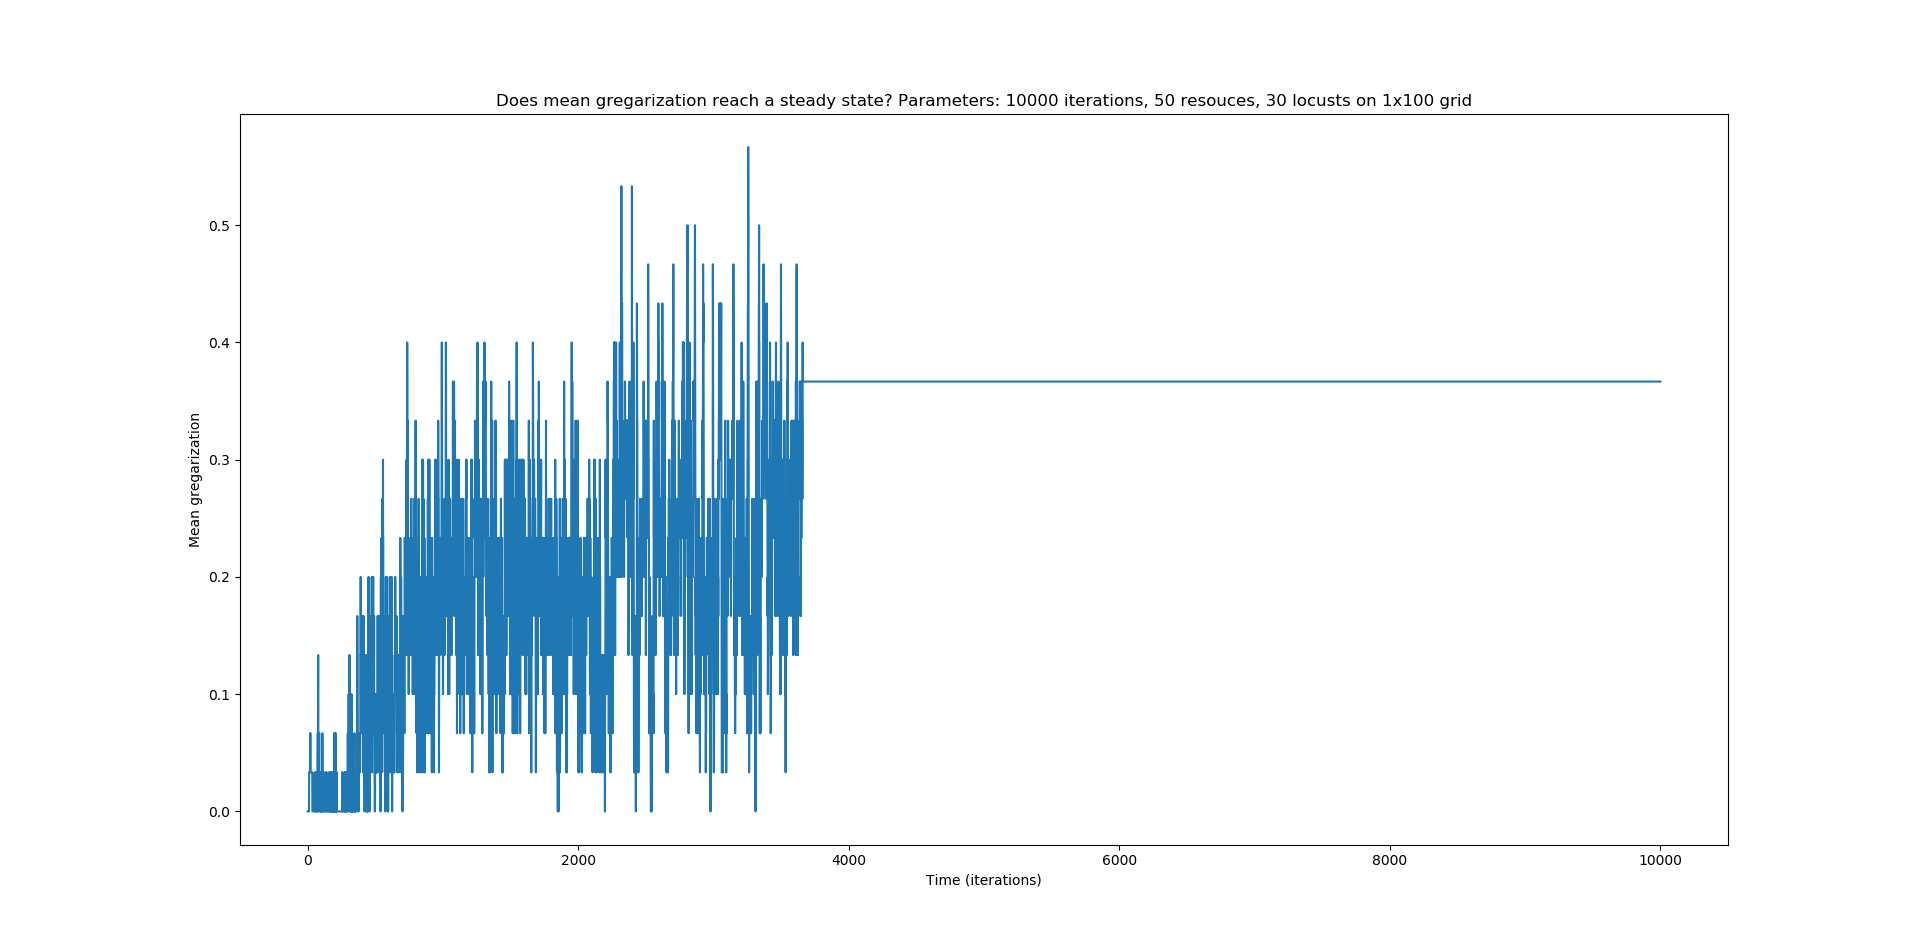 Does mean gregarization reach a steady state? Parameters: 10000 iterations, 50 resouces, 30 locusts on 1x100 grid
Mean gregarization
0.5
0.4
0.3
0.2
0.1
0.0
0 2000 4000 6000 8000 10000
Time (iterations)